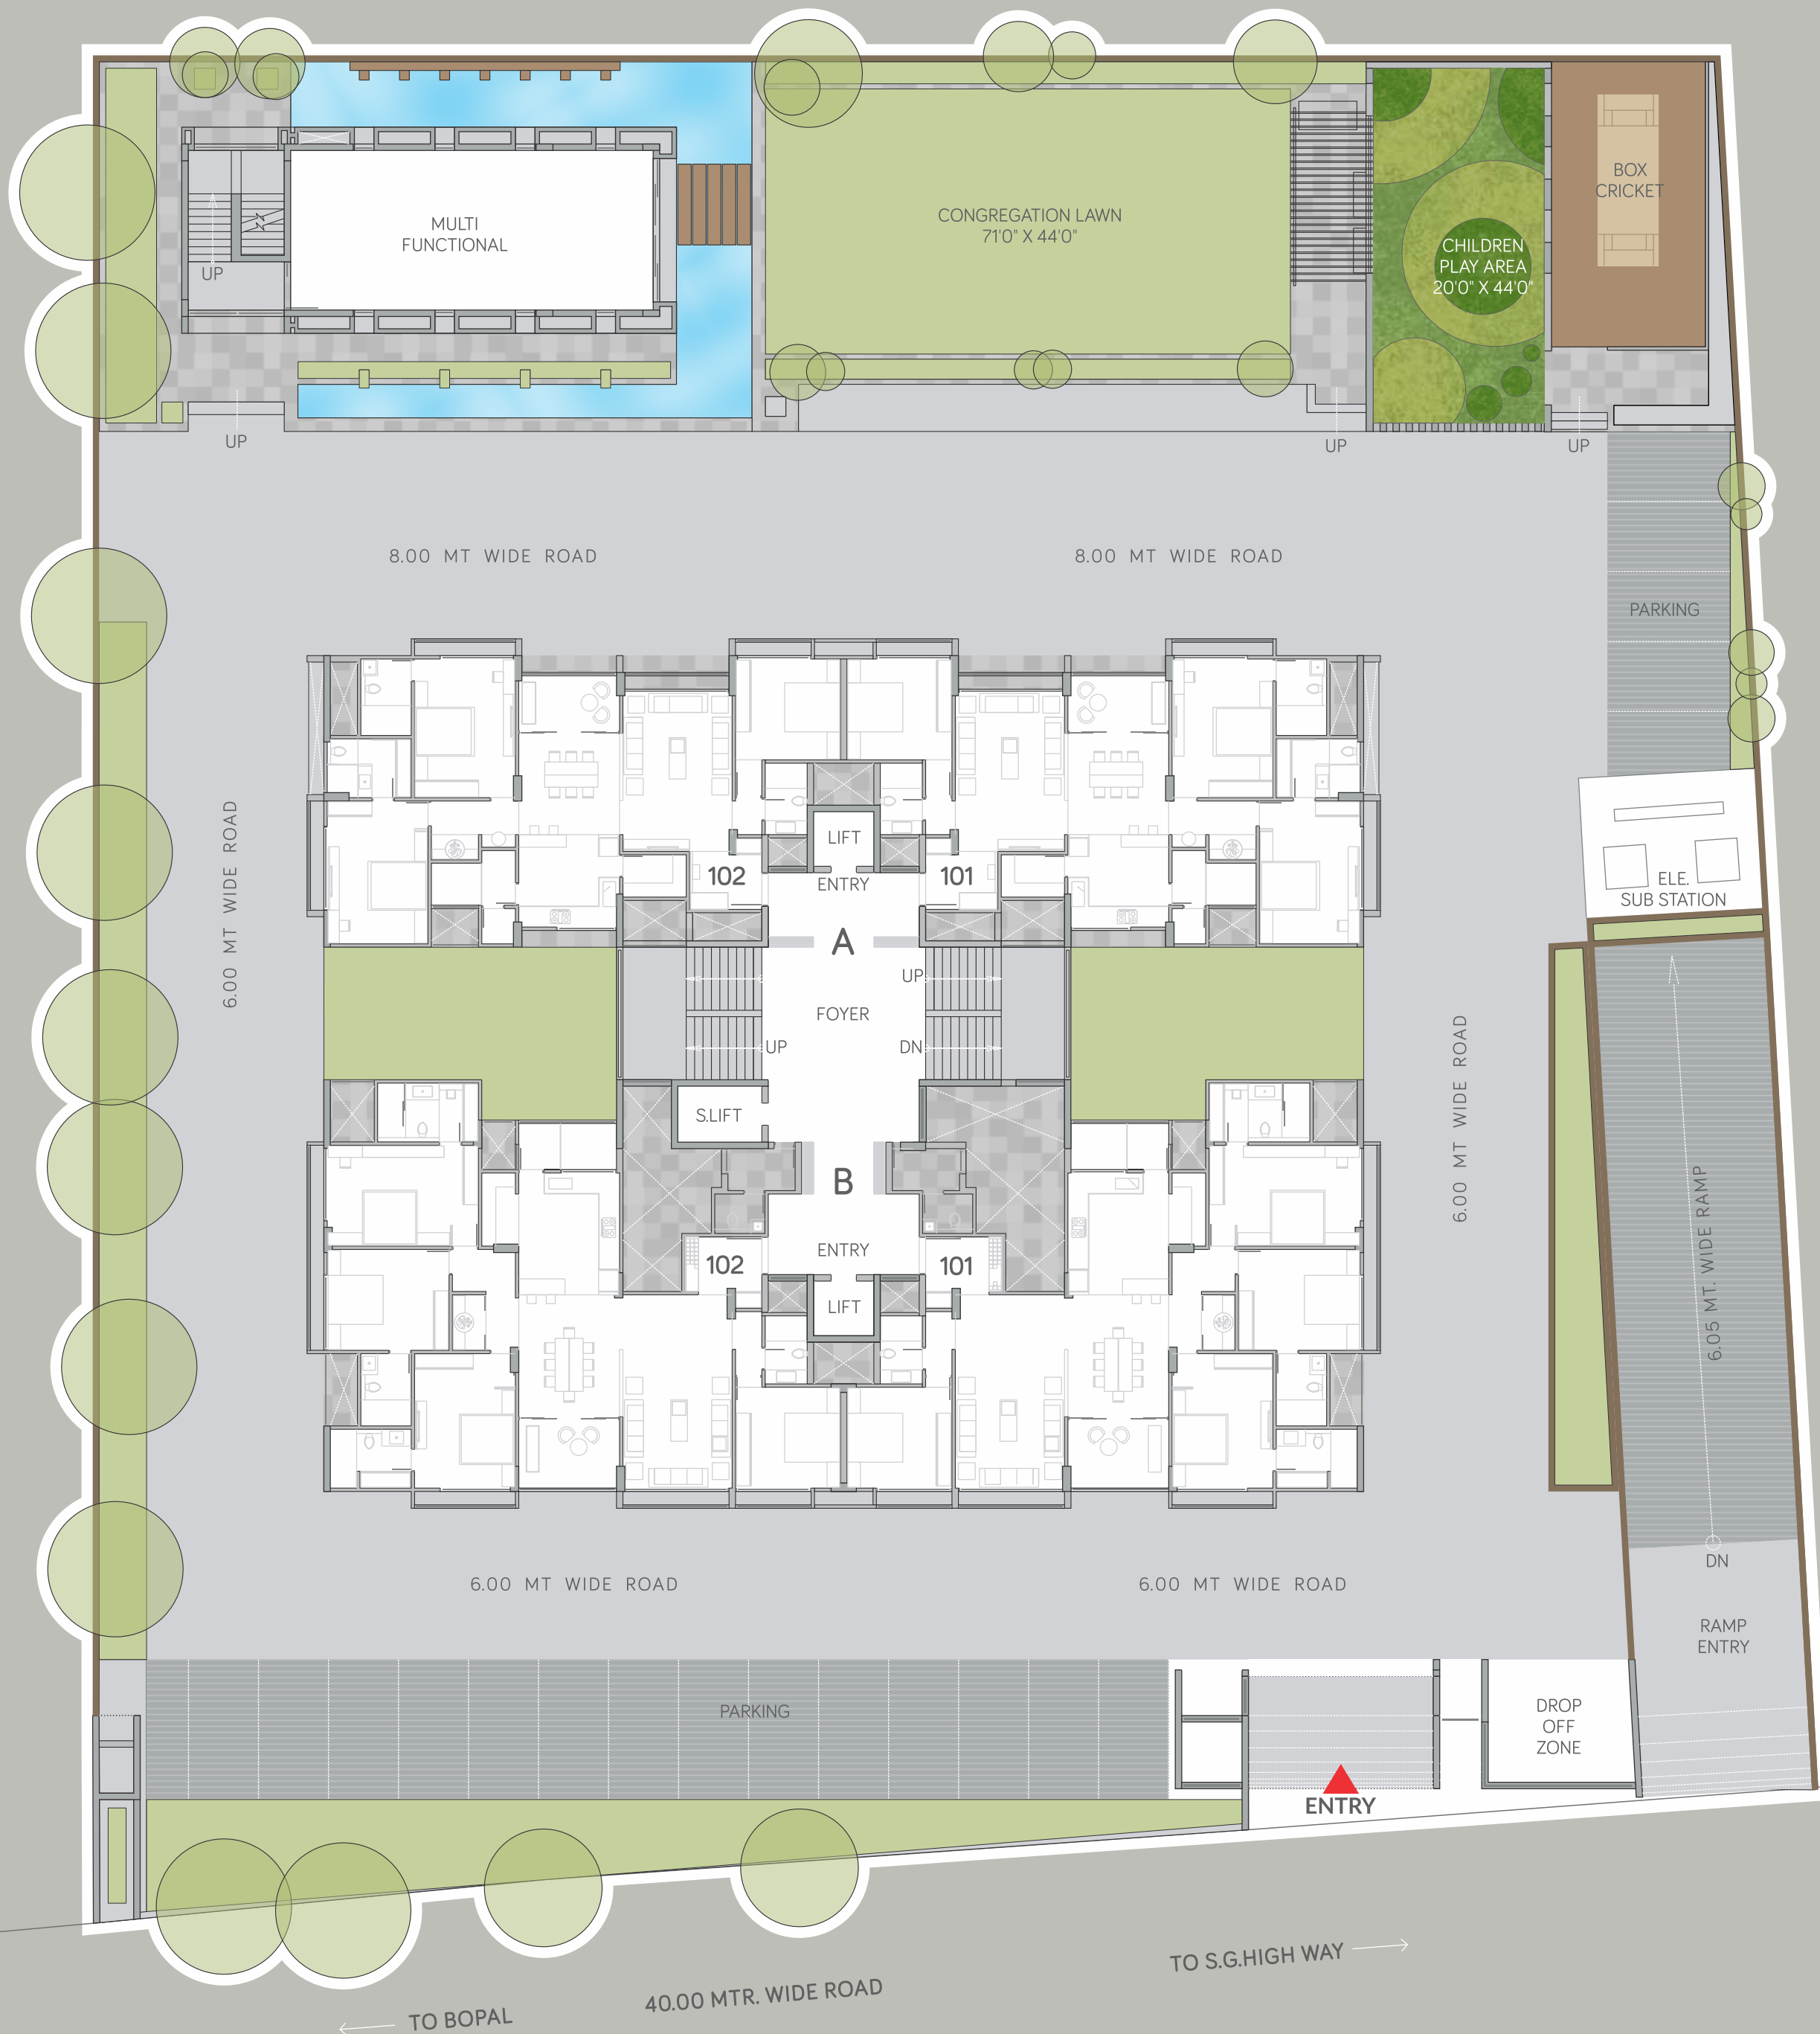 MULTI
FUNCTIONAL
UP
UP
CONGREGATION LAWN
71'0" X 44'0"
CHILDREN
PLAY AREA
20'0" X 44'0"
BOX
CRICKET
UP
UP
8.00 MT WIDE ROAD
8.00 MT WIDE ROAD
PARKING
6.00 MT WIDE ROAD
LIFT
102
ENTRY
101
ELE.
SUB STATION
A
UP
FOYER
UP
DN
S.LIFT
6.00 MT WIDE ROAD
B
ENTRY
102
101
LIFT
6.05 MT. WIDE RAMP
DN
6.00 MT WIDE ROAD
6.00 MT WIDE ROAD
RAMP
ENTRY
PARKING
DROP
OFF
ZONE
ENTRY
TO S.G.HIGH WAY
40.00 MTR. WIDE ROAD
TO BOPAL